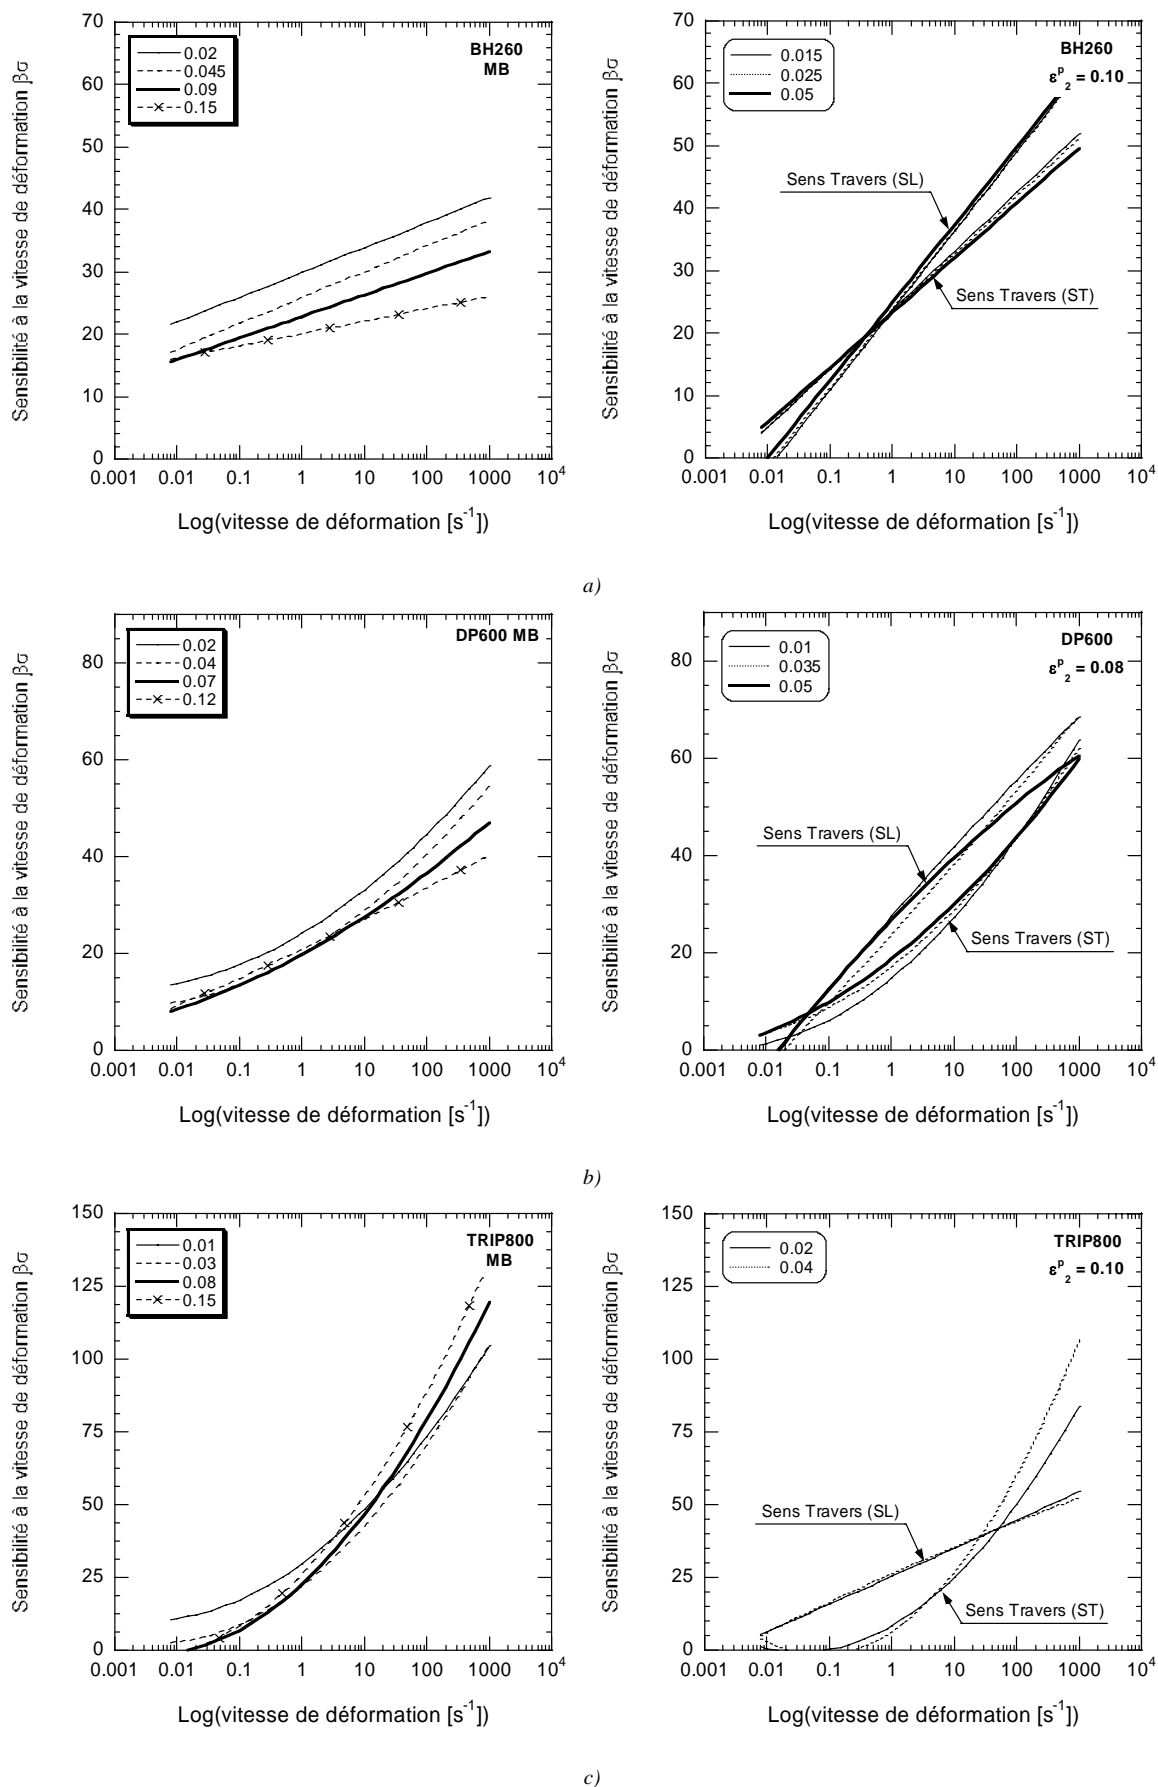 70
60
50
40
30
20
10
0
0.02
0.045
0.09
0.15
BH260
MB
Sensibilité à la vitesse de déformation βσ
0.001 0.01 0.1 1 10 100 1000 10⁴
Log(vitesse de déformation [s⁻¹])
70
60
50
40
30
20
10
0
0.015
0.025
0.05
BH260
εᵖ₂ = 0.10
Sens Travers (SL)
Sens Travers (ST)
Sensibilité à la vitesse de déformation βσ
0.001 0.01 0.1 1 10 100 1000 10⁴
Log(vitesse de déformation [s⁻¹])
a)
80
60
40
20
0
0.02
0.04
0.07
0.12
DP600 MB
Sensibilité à la vitesse de déformation βσ
0.001 0.01 0.1 1 10 100 1000 10⁴
Log(vitesse de déformation [s⁻¹])
80
60
40
20
0
0.01
0.035
0.05
DP600
εᵖ₂ = 0.08
Sens Travers (SL)
Sens Travers (ST)
Sensibilité à la vitesse de déformation βσ
0.001 0.01 0.1 1 10 100 1000 10⁴
Log(vitesse de déformation [s⁻¹])
b)
150
125
100
75
50
25
0
0.01
0.03
0.08
0.15
TRIP800
MB
Sensibilité à la vitesse de déformation βσ
0.001 0.01 0.1 1 10 100 1000 10⁴
Log(vitesse de déformation [s⁻¹])
150
125
100
75
50
25
0
0.02
0.04
TRIP800
εᵖ₂ = 0.10
Sens Travers (SL)
Sens Travers (ST)
Sensibilité à la vitesse de déformation βσ
0.001 0.01 0.1 1 10 100 1000 10⁴
Log(vitesse de déformation [s⁻¹])
c)